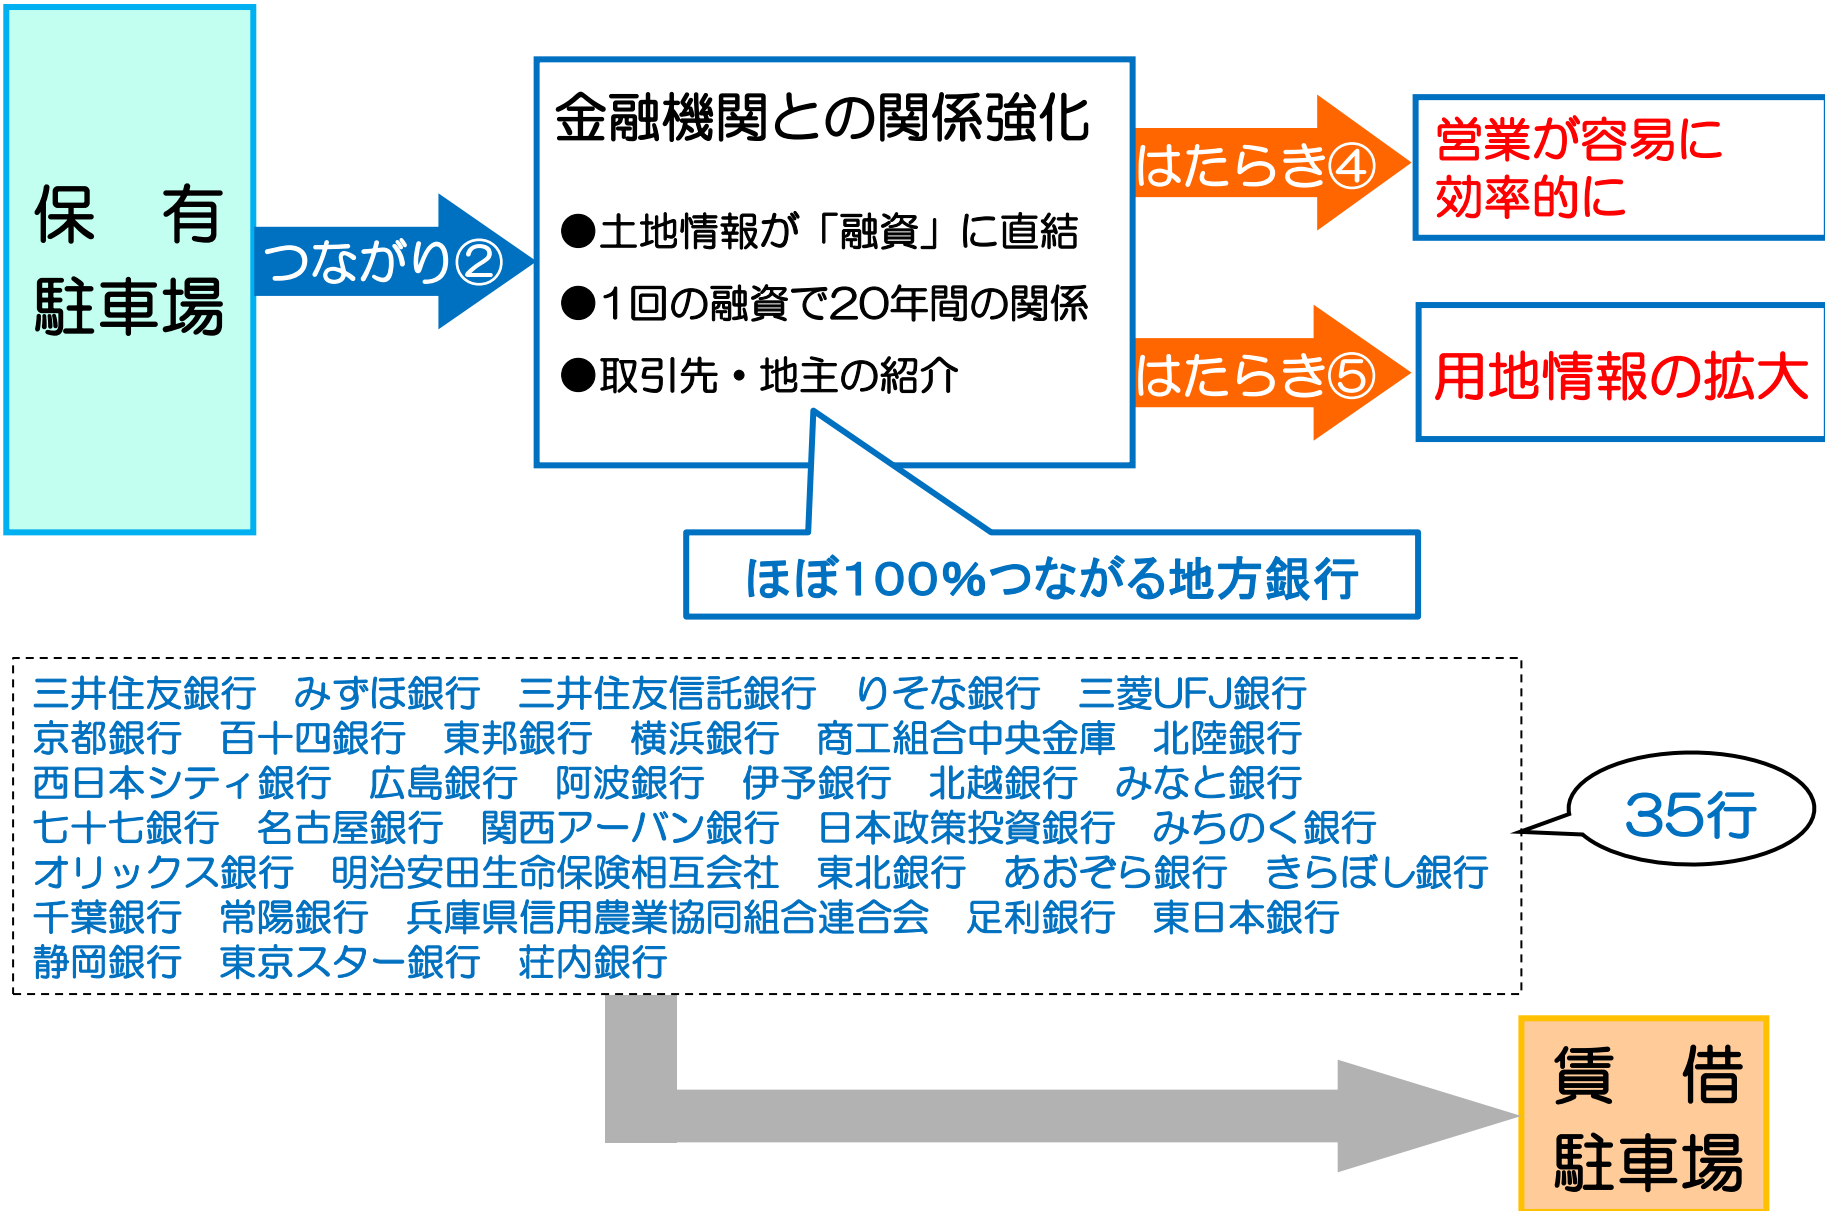 保　有
駐車場
つながり②
金融機関との関係強化
●土地情報が「融資」に直結
●1回の融資で20年間の関係
●取引先・地主の紹介
はたらき④
営業が容易に
効率的に
はたらき⑤
用地情報の拡大
ほぼ100%つながる地方銀行
三井住友銀行　みずほ銀行　三井住友信託銀行　りそな銀行　三菱UFJ銀行
京都銀行　百十四銀行　東邦銀行　横浜銀行　商工組合中央金庫　北陸銀行
西日本シティ銀行　広島銀行　阿波銀行　伊予銀行　北越銀行　みなと銀行
七十七銀行　名古屋銀行　関西アーバン銀行　日本政策投資銀行　みちのく銀行
オリックス銀行　明治安田生命保険相互会社　東北銀行　あおぞら銀行　きらぼし銀行
千葉銀行　常陽銀行　兵庫県信用農業協同組合連合会　足利銀行　東日本銀行
静岡銀行　東京スター銀行　荘内銀行
35行
賃　借
駐車場